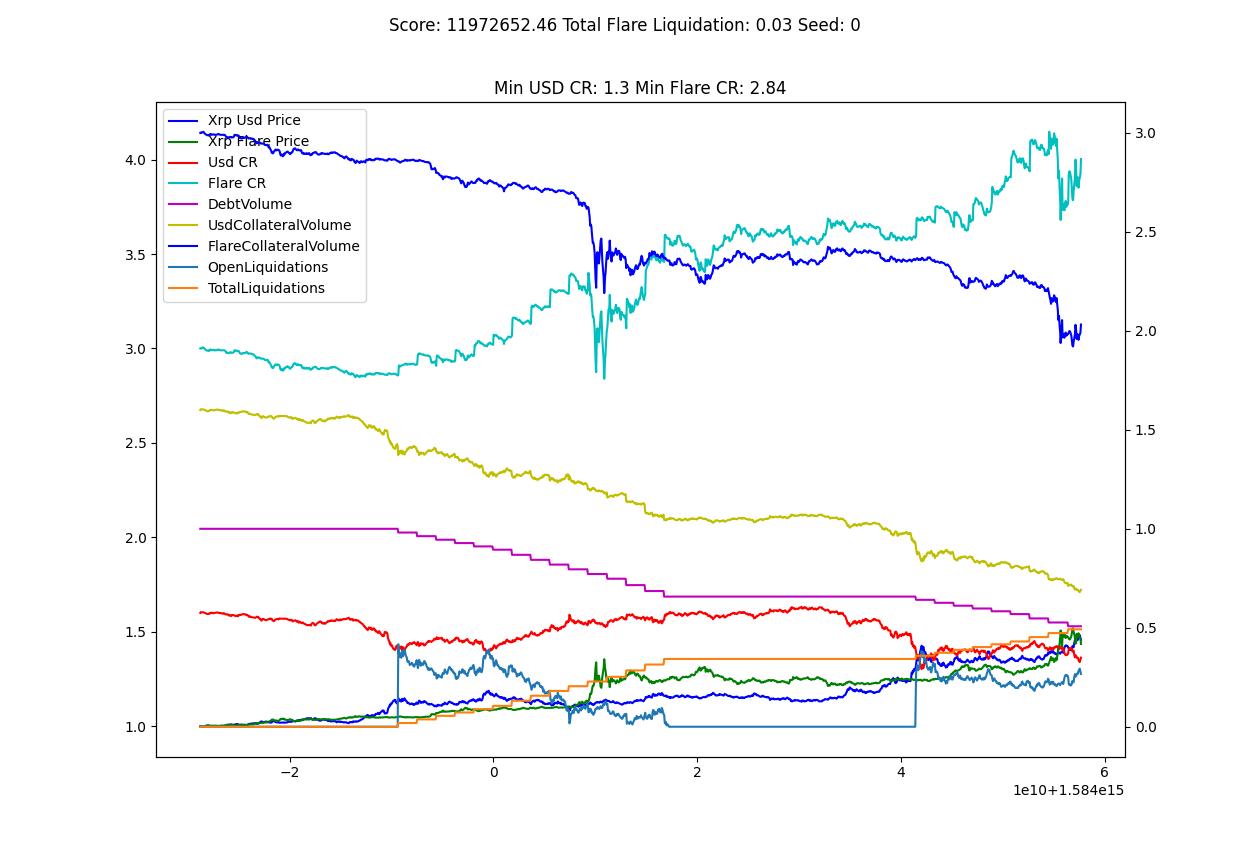 Score: 11972652.46 Total Flare Liquidation: 0.03 Seed: 0
Min USD CR: 1.3 Min Flare CR: 2.84
Xrp Usd Price
Xrp Flare Price
Usd CR
Flare CR
DebtVolume
UsdCollateralVolume
FlareCollateralVolume
OpenLiquidations
TotalLiquidations
4.0
3.5
3.0
2.5
2.0
1.5
1.0
3.0
2.5
2.0
1.5
1.0
0.5
0.0
−2 0 2 4 6
1e10+1.584e15